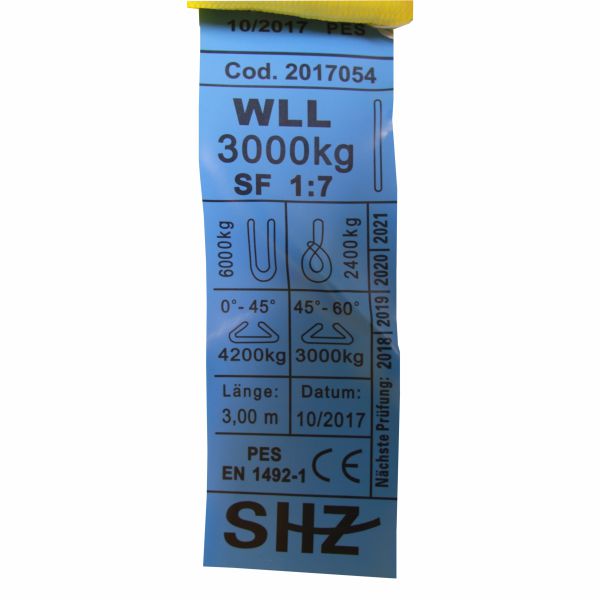 10/2017 PES
Cod. 2017054
WLL
3000kg
SF 1:7
6000kg
2400kg
0°- 45°
45°- 60°
4200kg
3000kg
Länge:
3,00 m
Datum:
10/2017
Nächste Prüfung: 2018|2019|2020|2021
PES
EN 1492-1
CE
SHZ